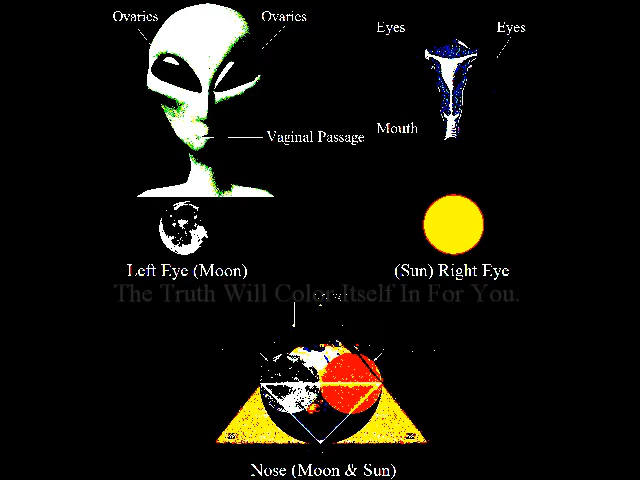 Ovaries
Ovaries
Eyes
Eyes
Mouth
Vaginal Passage
Left Eye (Moon)
(Sun) Right Eye
The Truth Will Color Itself In For You.
Nose (Moon & Sun)